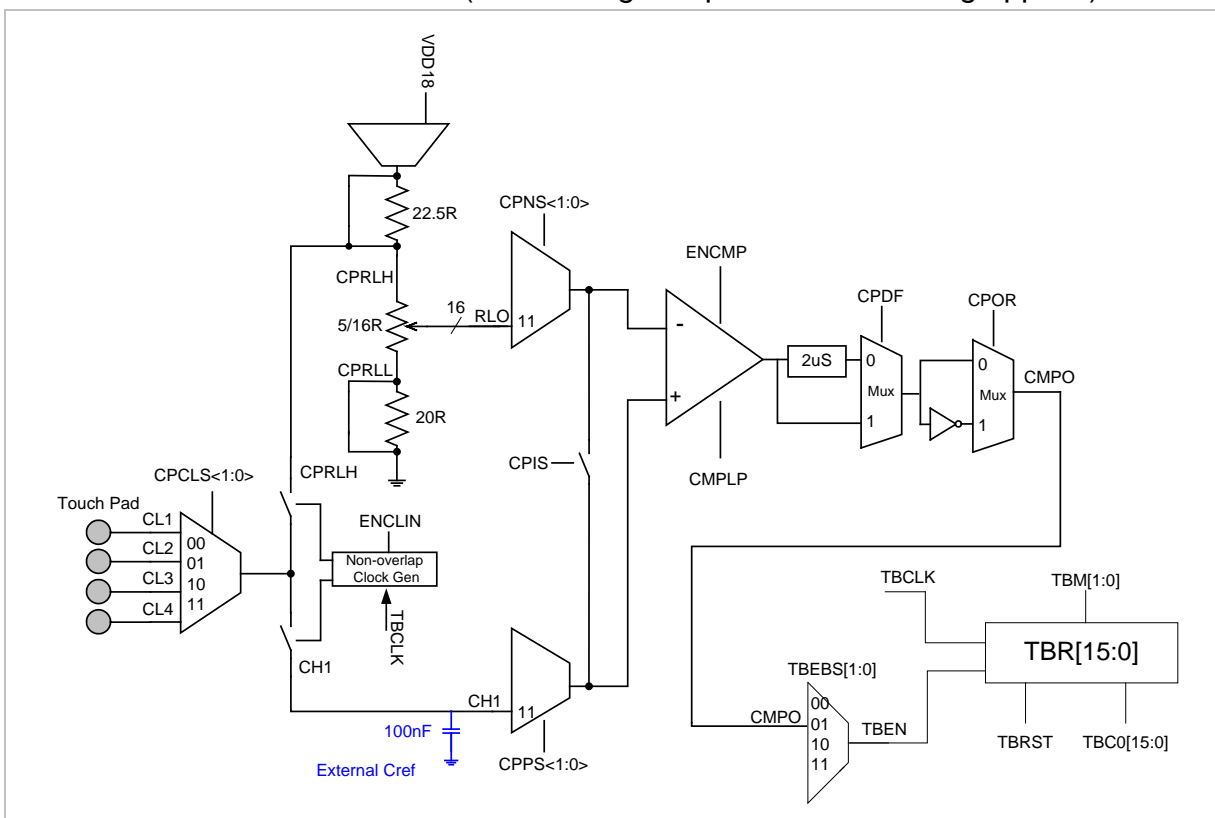 VDD18
22.5R
CPRLH
5/16R
16
RLO
CPRLL
20R
CPNS<1:0>
11
ENCMP
-
+
CMPLP
CPDF
2uS
0
Mux
1
CPOR
0
Mux
1
CMPO
CPIS
CPRLH
CPCLS<1:0>
Touch Pad
CL1
CL2
CL3
CL4
00
01
10
11
ENCLIN
Non-overlap
Clock Gen
TBCLK
CH1
CH1
11
CPPS<1:0>
100nF
External Cref
TBCLK
TBM[1:0]
TBR[15:0]
TBEBS[1:0]
CMPO
00
01
10
11
TBEN
TBRST
TBC0[15:0]